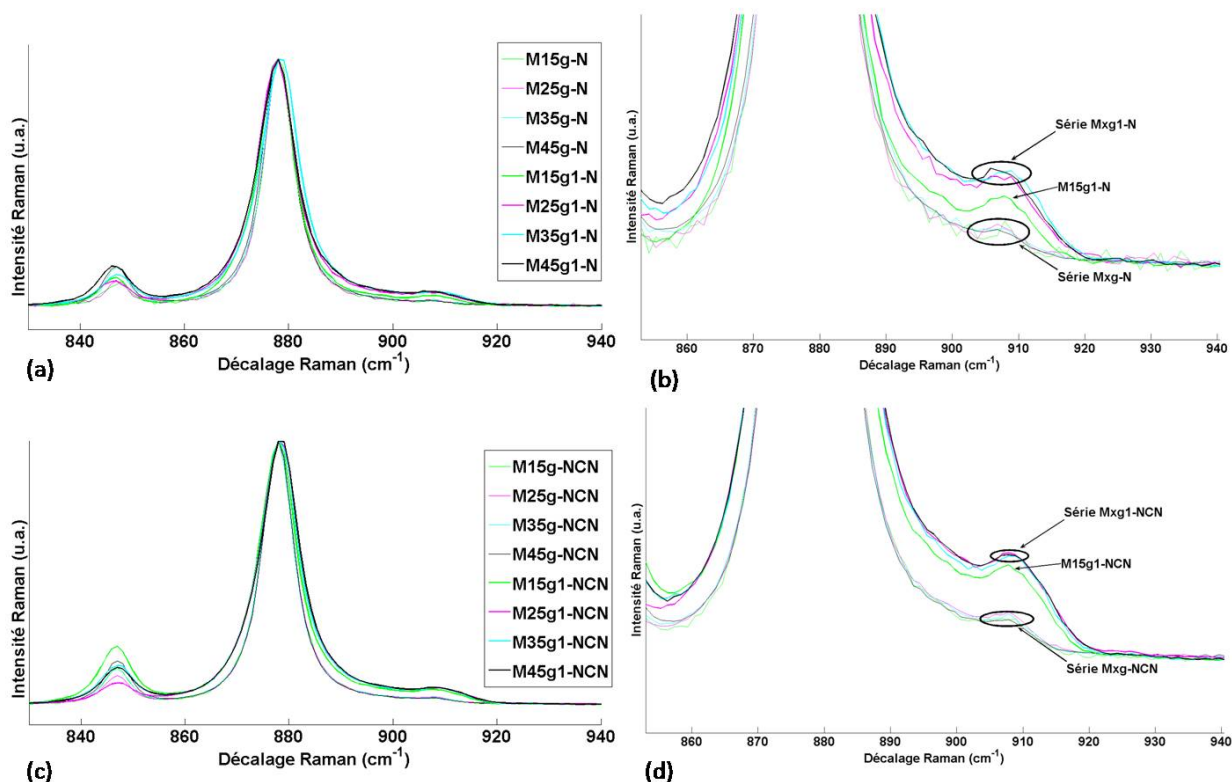 Intensité Raman (u.a.)
M15g-N
M25g-N
M35g-N
M45g-N
M15g1-N
M25g1-N
M35g1-N
M45g1-N
840 860 880 900 920 940
Décalage Raman (cm-1)
(a)
Intensité Raman (u.a.)
Série Mxg1-N
M15g1-N
Série Mxg-N
860 870 880 890 900 910 920 930 940
Décalage Raman (cm-1)
(b)
Intensité Raman (u.a.)
M15g-NCN
M25g-NCN
M35g-NCN
M45g-NCN
M15g1-NCN
M25g1-NCN
M35g1-NCN
M45g1-NCN
840 860 880 900 920 940
Décalage Raman (cm-1)
(c)
Intensité Raman (u.a.)
Série Mxg1-NCN
M15g1-NCN
Série Mxg-NCN
860 870 880 890 900 910 920 930 940
Décalage Raman (cm-1)
(d)